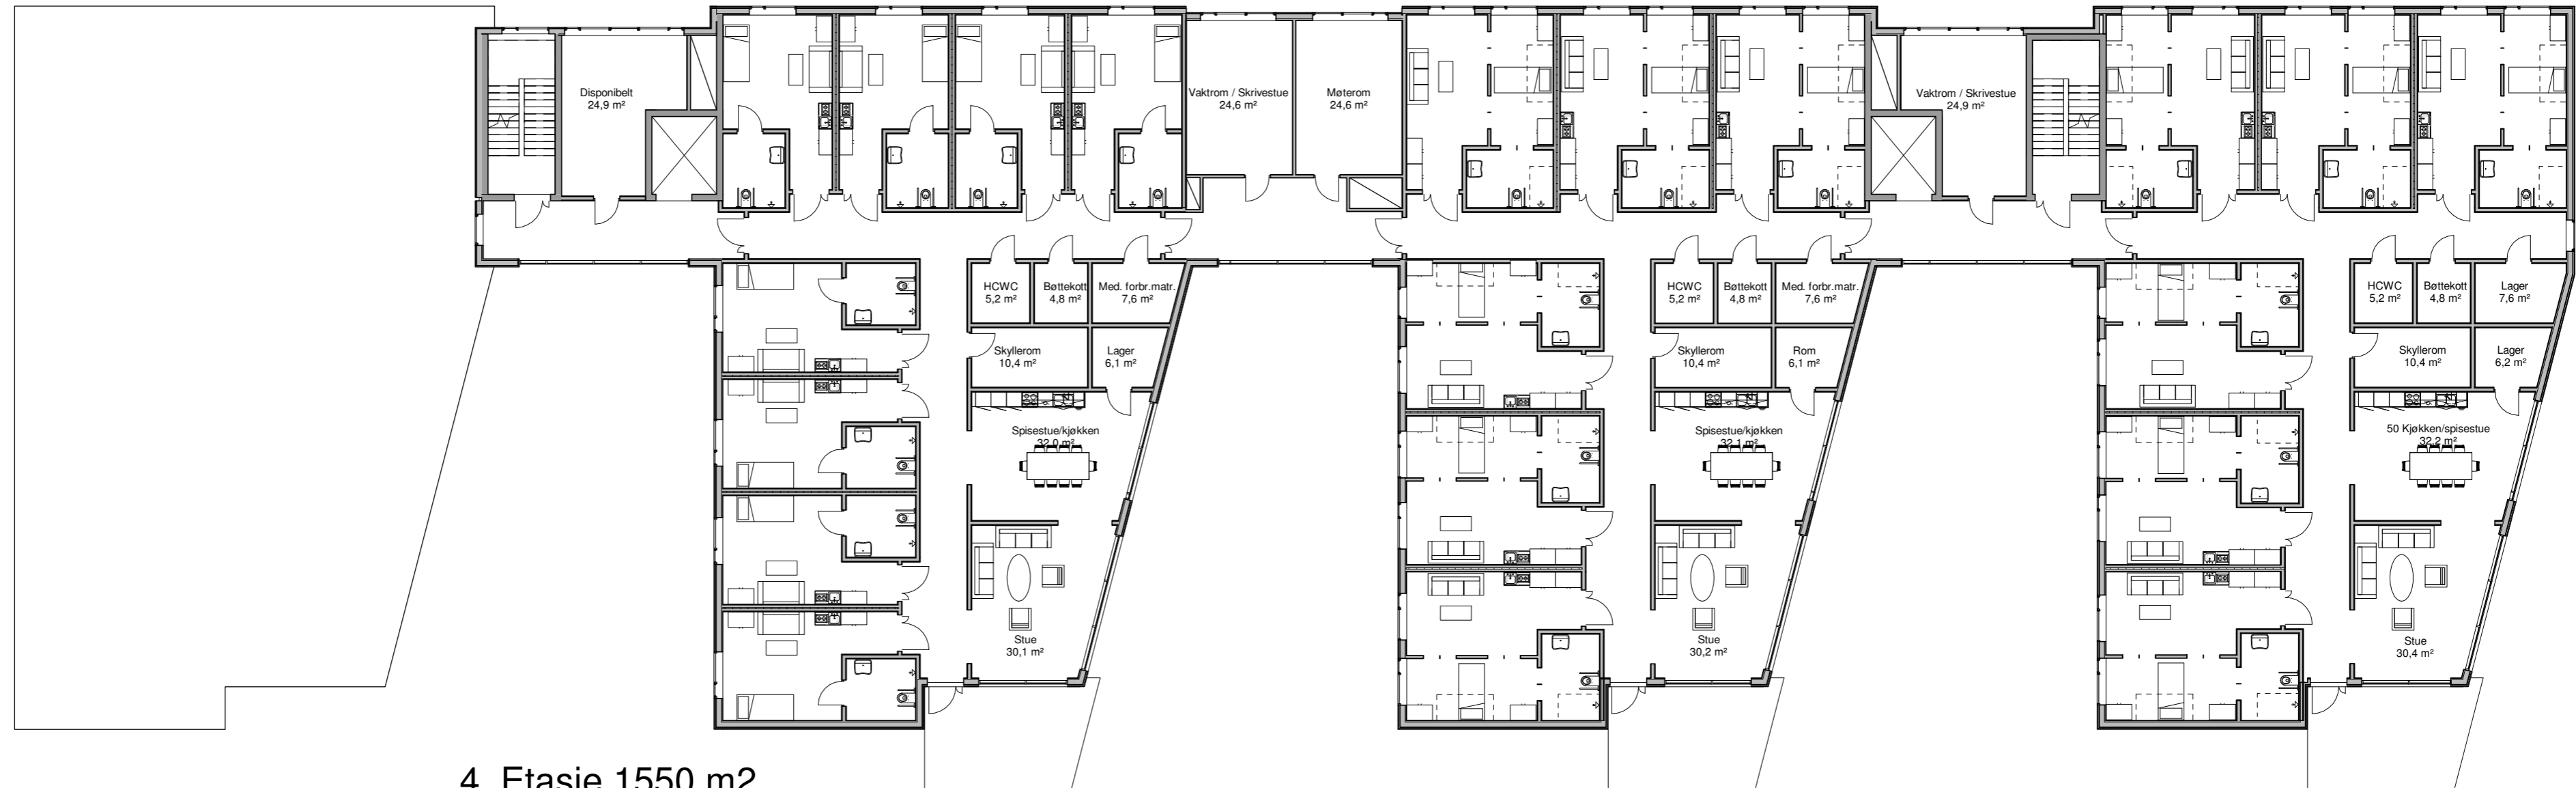 Disponibelt
24,9 m²
Vaktrom / Skrivestue
24,6 m²
Møterom
24,6 m²
Vaktrom / Skrivestue
24,9 m²
HCWC
5,2 m²
Bøttekott
4,8 m²
Med. forbr.matr.
7,6 m²
Skyllerom
10,4 m²
Lager
6,1 m²
Spisestue/kjøkken
32,0 m²
Stue
30,1 m²
HCWC
5,2 m²
Bøttekott
4,8 m²
Med. forbr.matr.
7,6 m²
Skyllerom
10,4 m²
Rom
6,1 m²
Spisestue/kjøkken
32,1 m²
Stue
30,2 m²
HCWC
5,2 m²
Bøttekott
4,8 m²
Lager
7,6 m²
Skyllerom
10,4 m²
Lager
6,2 m²
50 Kjøkken/spisestue
32,2 m²
Stue
30,4 m²
4. Etasje 1550 m2